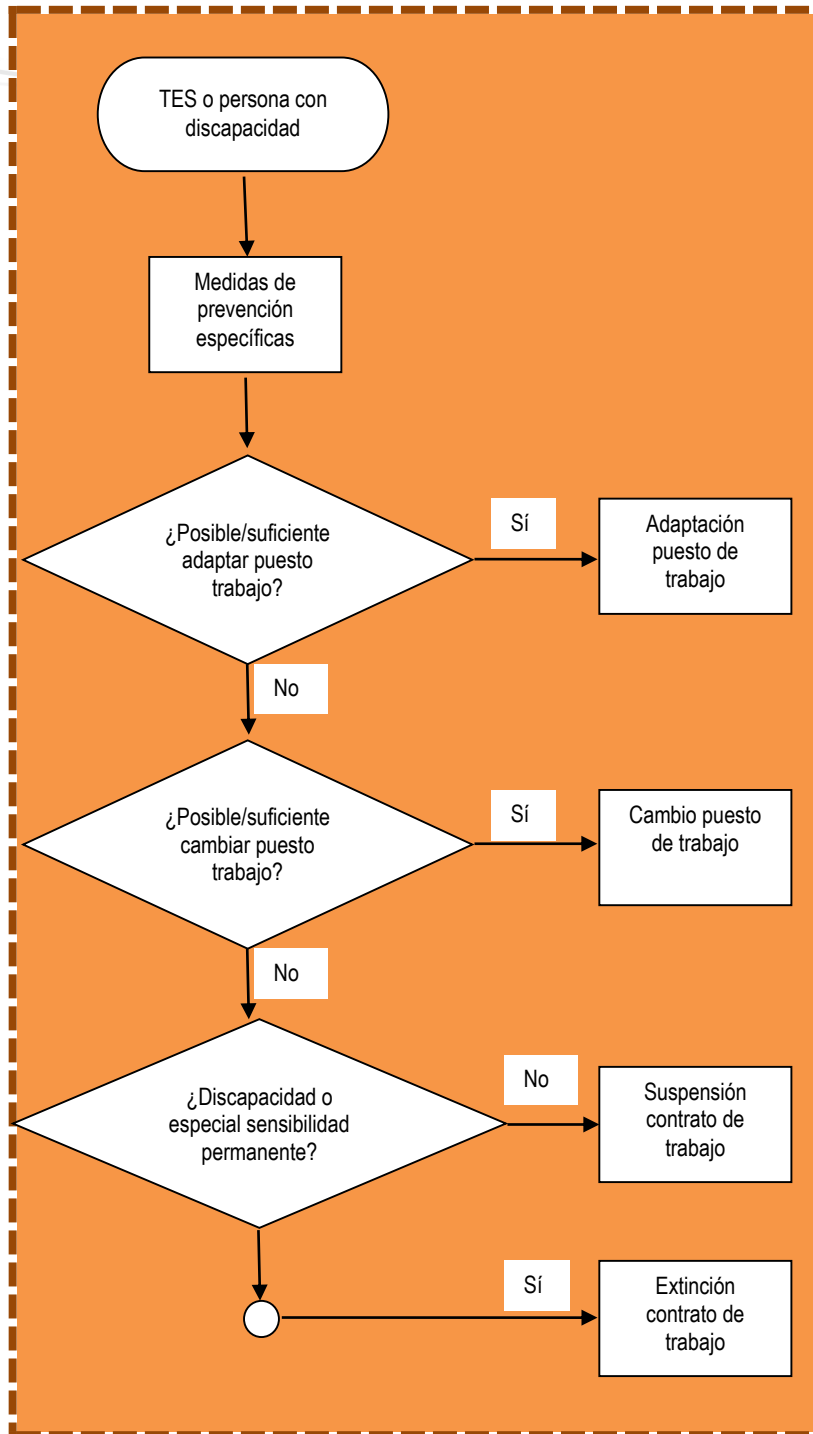 TES o persona con
discapacidad
Medidas de
prevención
específicas
¿Posible/suficiente
adaptar puesto
trabajo?
Sí
Adaptación
puesto de
trabajo
No
¿Posible/suficiente
cambiar puesto
trabajo?
Sí
Cambio puesto
de trabajo
No
¿Discapacidad o
especial sensibilidad
permanente?
No
Suspensión
contrato de
trabajo
Sí
Extinción
contrato de
trabajo